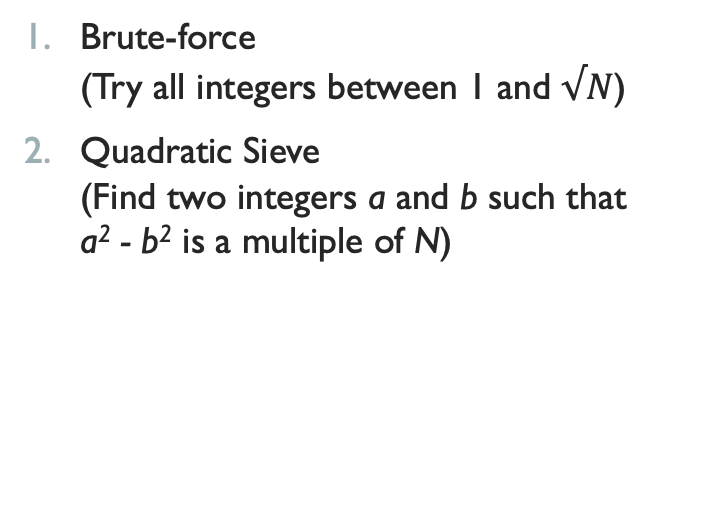 1. Brute-force
(Try all integers between 1 and √N)
2. Quadratic Sieve
(Find two integers a and b such that
a² - b² is a multiple of N)